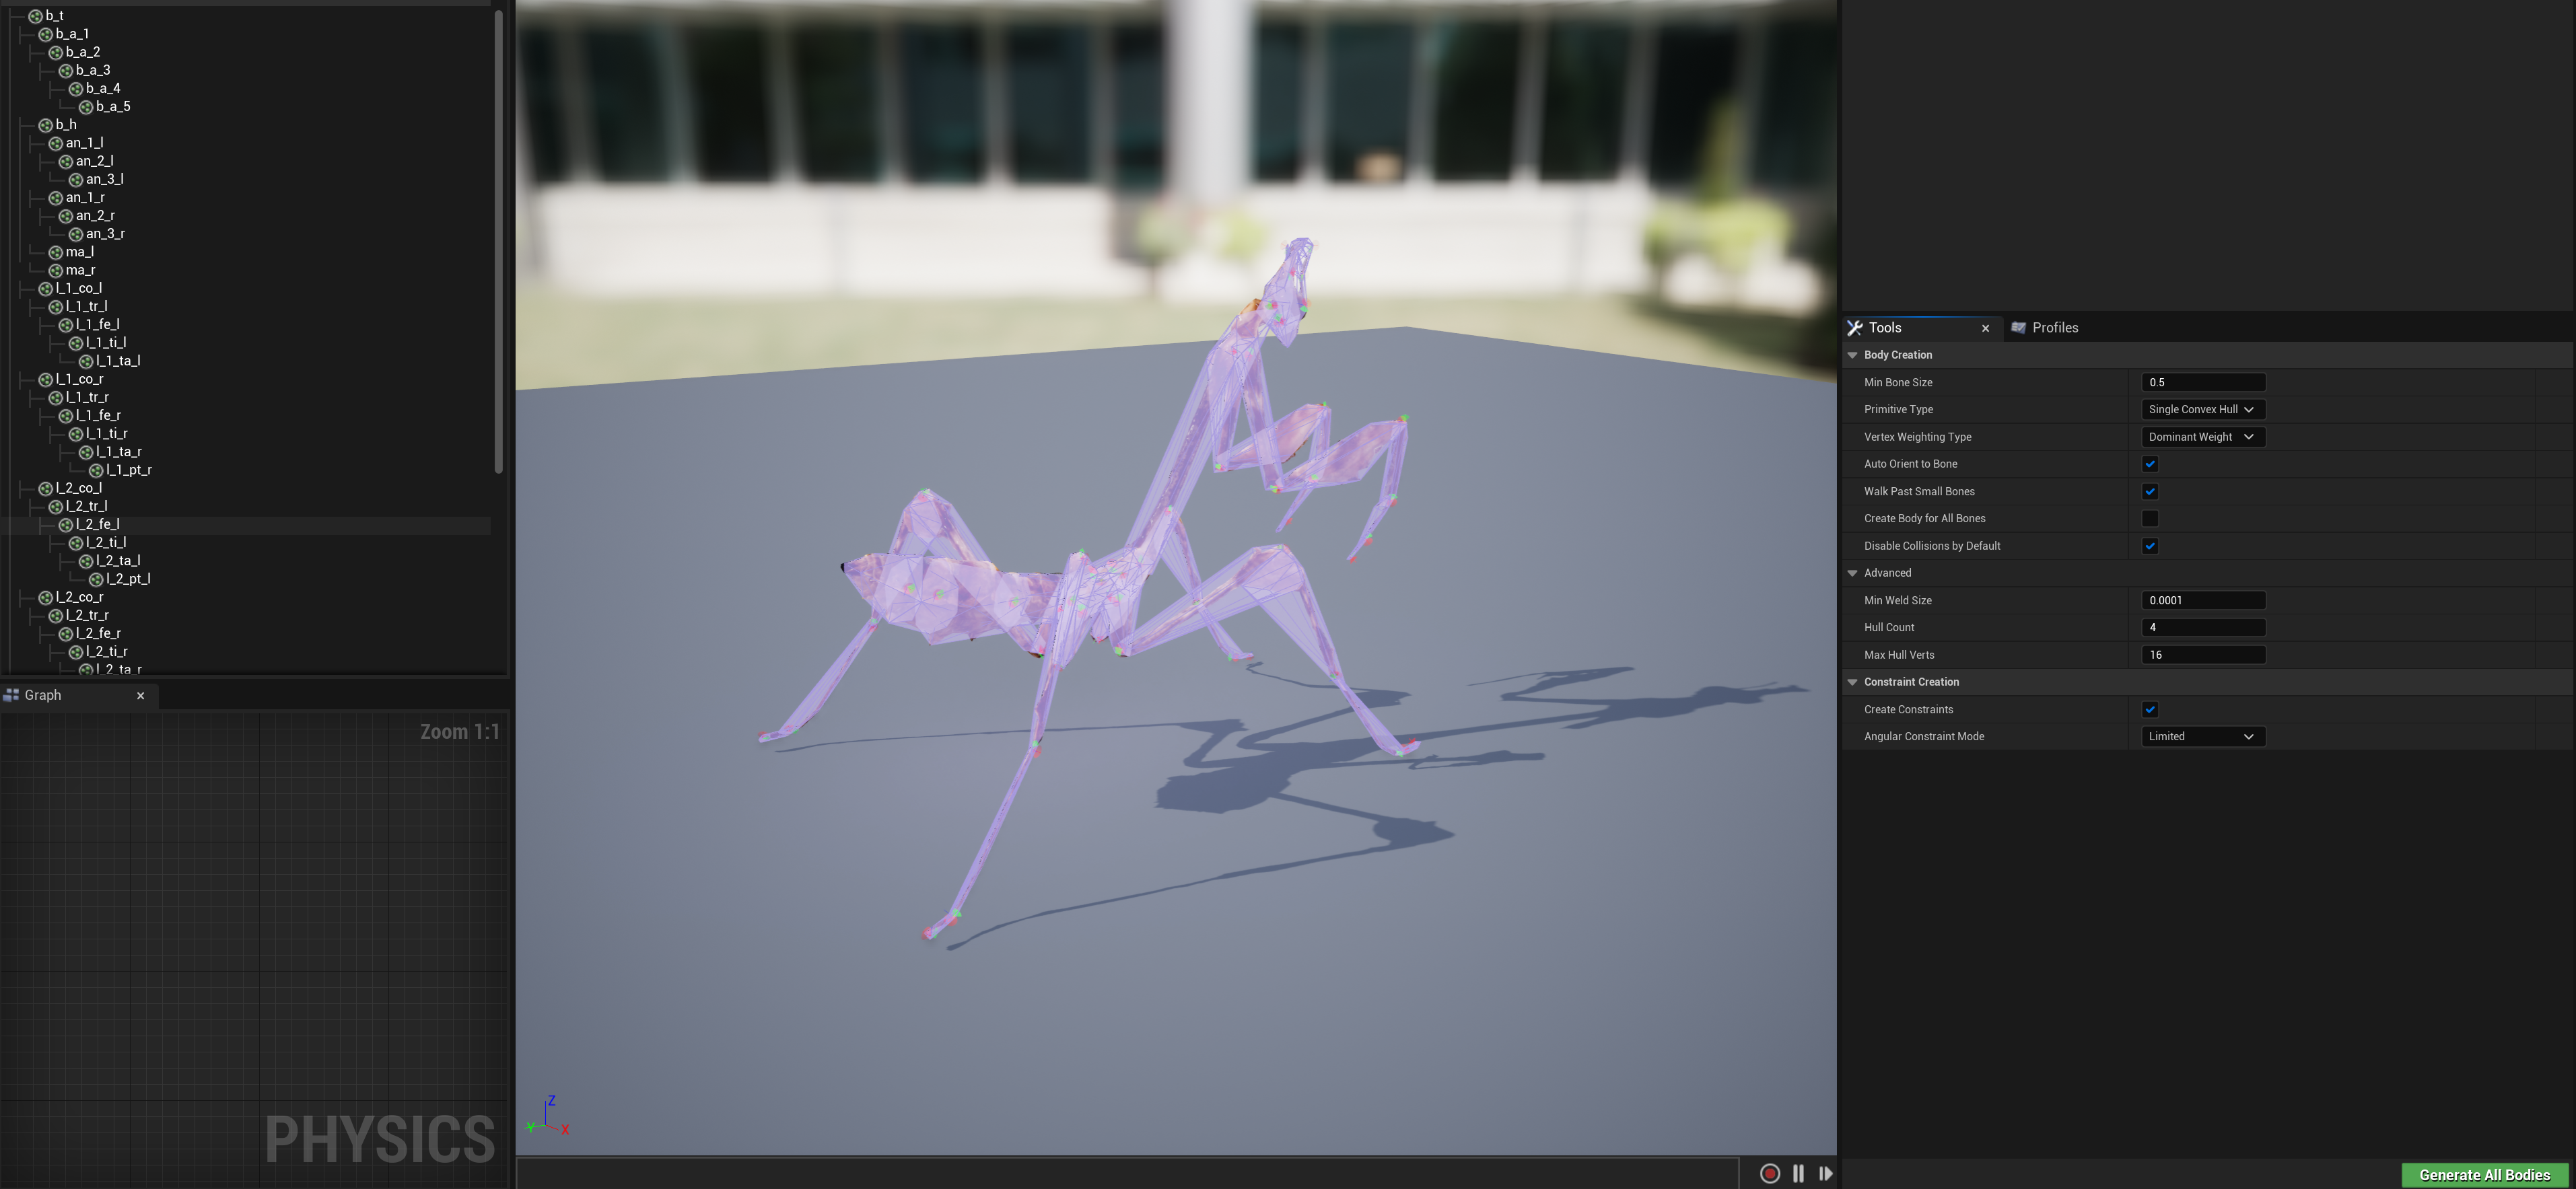 b_t
b_a_1
b_a_2
b_a_3
b_a_4
b_a_5
b_h
an_1_l
an_2_l
an_3_l
an_1_r
an_2_r
an_3_r
ma_l
ma_r
l_1_co_l
l_1_tr_l
l_1_fe_l
l_1_ti_l
l_1_ta_l
l_1_co_r
l_1_tr_r
l_1_fe_r
l_1_ti_r
l_1_ta_r
l_1_pt_r
l_2_co_l
l_2_tr_l
l_2_fe_l
l_2_ti_l
l_2_ta_l
l_2_pt_l
l_2_co_r
l_2_tr_r
l_2_fe_r
l_2_ti_r
l_2_ta_r
Graph
Zoom 1:1
PHYSICS
Z
Y
X
Tools
Profiles
Body Creation
Min Bone Size 0.5
Primitive Type Single Convex Hull
Vertex Weighting Type Dominant Weight
Auto Orient to Bone
Walk Past Small Bones
Create Body for All Bones
Disable Collisions by Default
Advanced
Min Weld Size 0.0001
Hull Count 4
Max Hull Verts 16
Constraint Creation
Create Constraints
Angular Constraint Mode Limited
Generate All Bodies